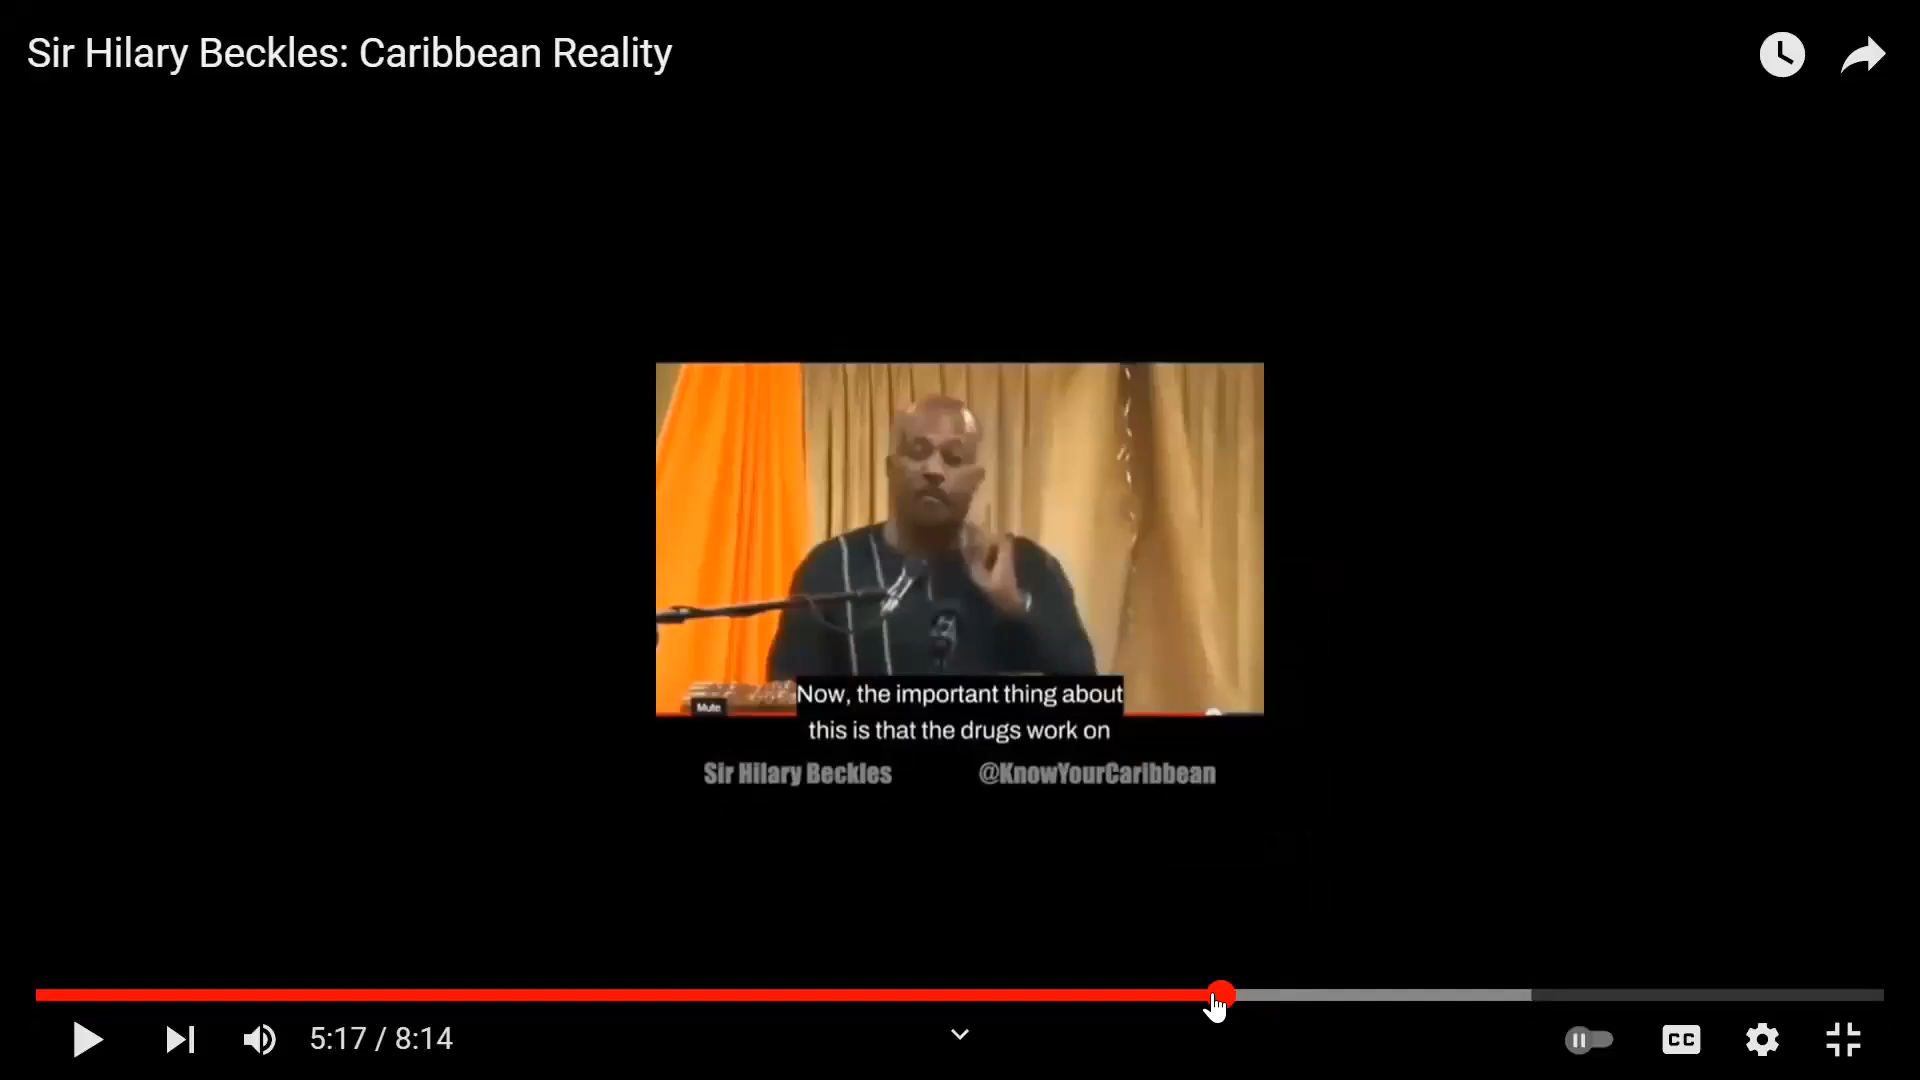 Sir Hilary Beckles: Caribbean Reality
Now, the important thing about
this is that the drugs work on
Mute
Sir Hilary Beckles
@KnowYourCaribbean
5:17 / 8:14
CC